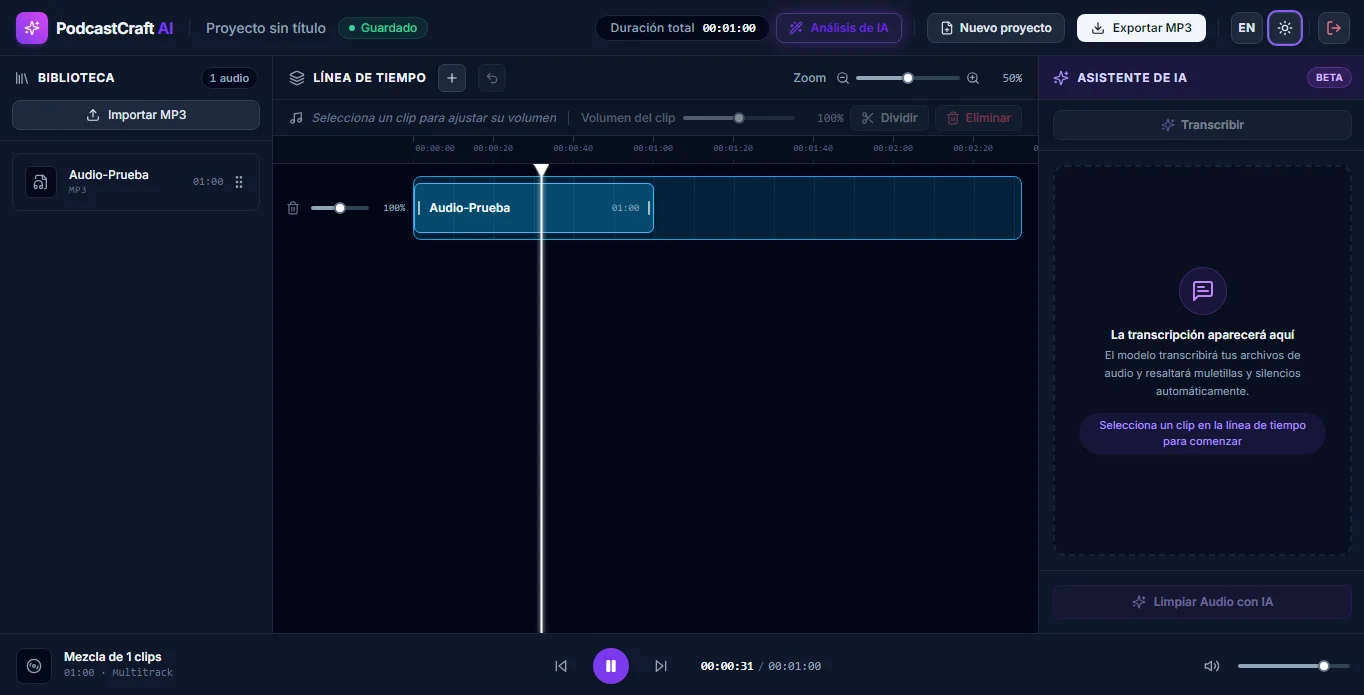 PodcastCraft AI
Proyecto sin título
Guardado
Duración total 00:01:00
Análisis de IA
Nuevo proyecto
Exportar MP3
EN
BIBLIOTECA
1 audio
Importar MP3
Audio-Prueba
MP3
01:00
LÍNEA DE TIEMPO
Zoom
50%
Selecciona un clip para ajustar su volumen
Volumen del clip
100%
Dividir
Eliminar
00:00:00 00:00:20 00:00:40 00:01:00 00:01:20 00:01:40 00:02:00 00:02:20
100%
Audio-Prueba
01:00
ASISTENTE DE IA
BETA
Transcribir
La transcripción aparecerá aquí
El modelo transcribirá tus archivos de
audio y resaltará muletillas y silencios
automáticamente.
Selecciona un clip en la línea de tiempo
para comenzar
Limpiar Audio con IA
Mezcla de 1 clips
01:00 · Multitrack
00:00:31 / 00:01:00